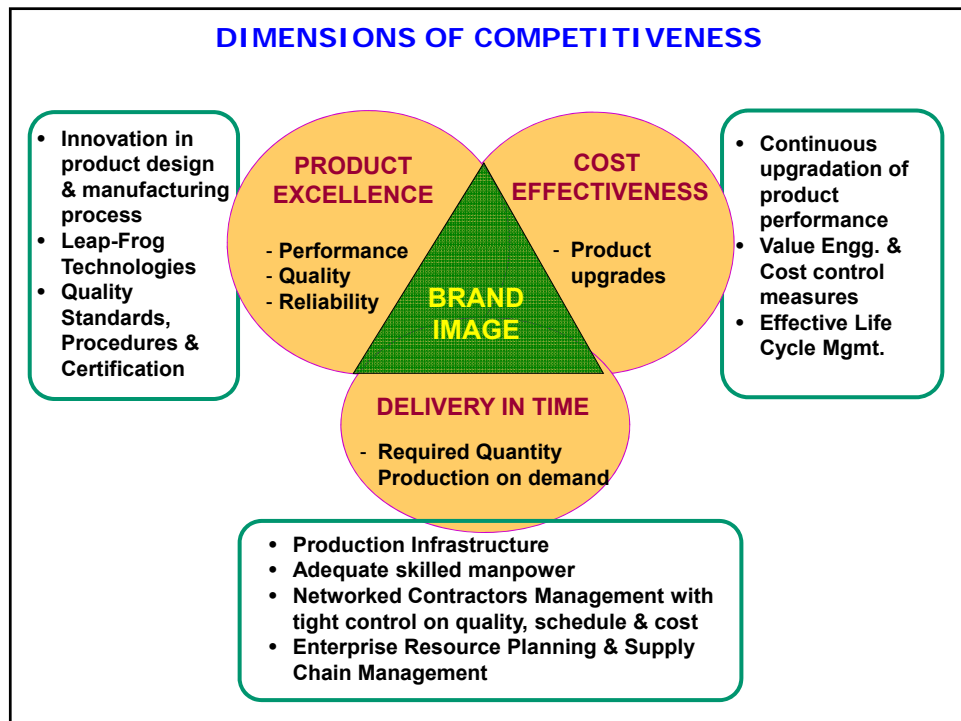 DIMENSIONS OF COMPETITIVENESS
• Innovation in
product design
& manufacturing
process
• Leap-Frog
Technologies
• Quality
Standards,
Procedures &
Certification
PRODUCT
EXCELLENCE
- Performance
- Quality
- Reliability
COST
EFFECTIVENESS
- Product
upgrades
• Continuous
upgradation of
product
performance
• Value Engg. &
Cost control
measures
• Effective Life
Cycle Mgmt.
BRAND
IMAGE
DELIVERY IN TIME
- Required Quantity
Production on demand
• Production Infrastructure
• Adequate skilled manpower
• Networked Contractors Management with
tight control on quality, schedule & cost
• Enterprise Resource Planning & Supply
Chain Management